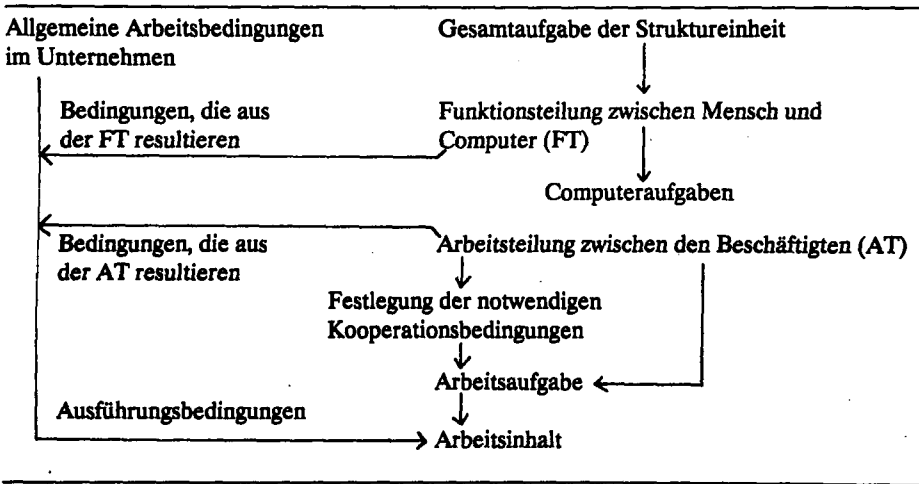 Allgemeine Arbeitsbedingungen
im Unternehmen
Gesamtaufgabe der Struktureinheit
Bedingungen, die aus
der FT resultieren
Funktionsteilung zwischen Mensch und
Computer (FT)
Computeraufgaben
Bedingungen, die aus
der AT resultieren
Arbeitsteilung zwischen den Beschäftigten (AT)
Festlegung der notwendigen
Kooperationsbedingungen
Arbeitsaufgabe
Ausführungsbedingungen
Arbeitsinhalt